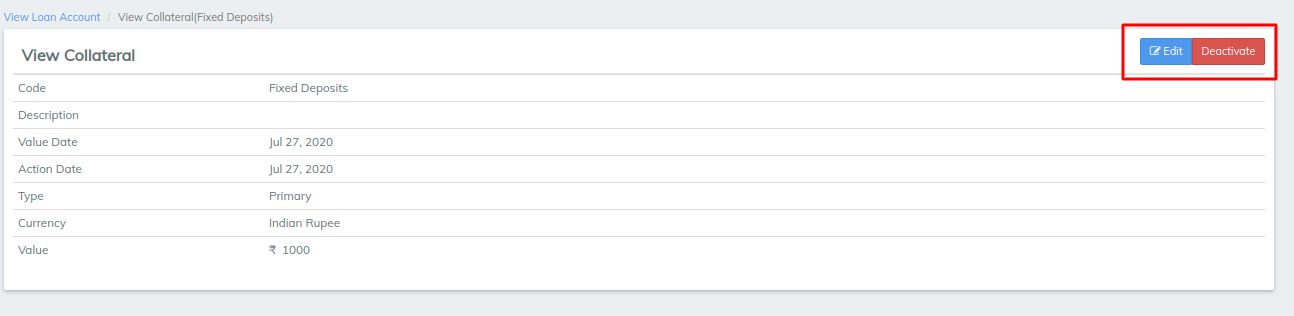 View Loan Account / View Collateral(Fixed Deposits)
View Collateral
Edit Deactivate
Code Fixed Deposits
Description
Value Date Jul 27, 2020
Action Date Jul 27, 2020
Type Primary
Currency Indian Rupee
Value ₹ 1000